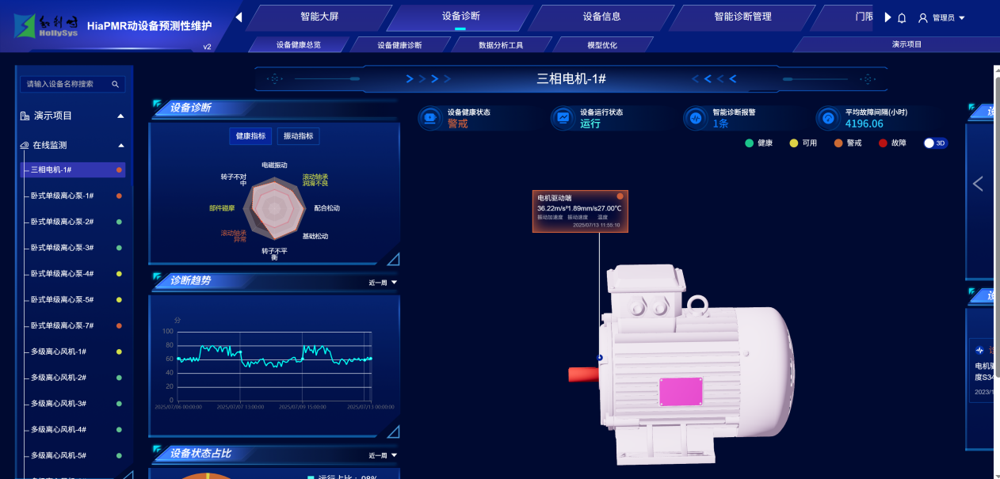 和利时
HollySys
HiaPMR动设备预测性维护
v2
智能大屏
设备诊断
设备信息
智能诊断管理
门限
管理员
设备健康总览
设备健康诊断
数据分析工具
模型优化
演示项目
请输入设备名称搜索
演示项目
在线监测
三相电机-1#
卧式单级离心泵-1#
卧式单级离心泵-2#
卧式单级离心泵-3#
卧式单级离心泵-4#
卧式单级离心泵-5#
卧式单级离心泵-7#
多级离心风机-1#
多级离心风机-2#
多级离心风机-3#
多级离心风机-4#
多级离心风机-5#
三相电机-1#
设备诊断
健康指标
振动指标
电磁振动
滚动轴承
润滑不良
配合松动
基础松动
转子不平
衡
滚动轴承
异常
部件碰摩
转子不对
中
诊断趋势
近一周
分
100
80
60
40
20
0
2025/07/06 00:00:00
2025/07/07 13:00:00
2025/07/09 15:00:00
2025/07/13 00:00:00
设备状态占比
近一周
运行占比：98%
设备健康状态
警戒
设备运行状态
运行
智能诊断报警
1条
平均故障间隔(小时)
4196.06
健康
可用
警戒
故障
3D
电机驱动端
36.22m/s²1.89mm/s27.00℃
振动加速度 振动速度 温度
2025/07/13 11:55:10
电机驱
度S34
2023/1